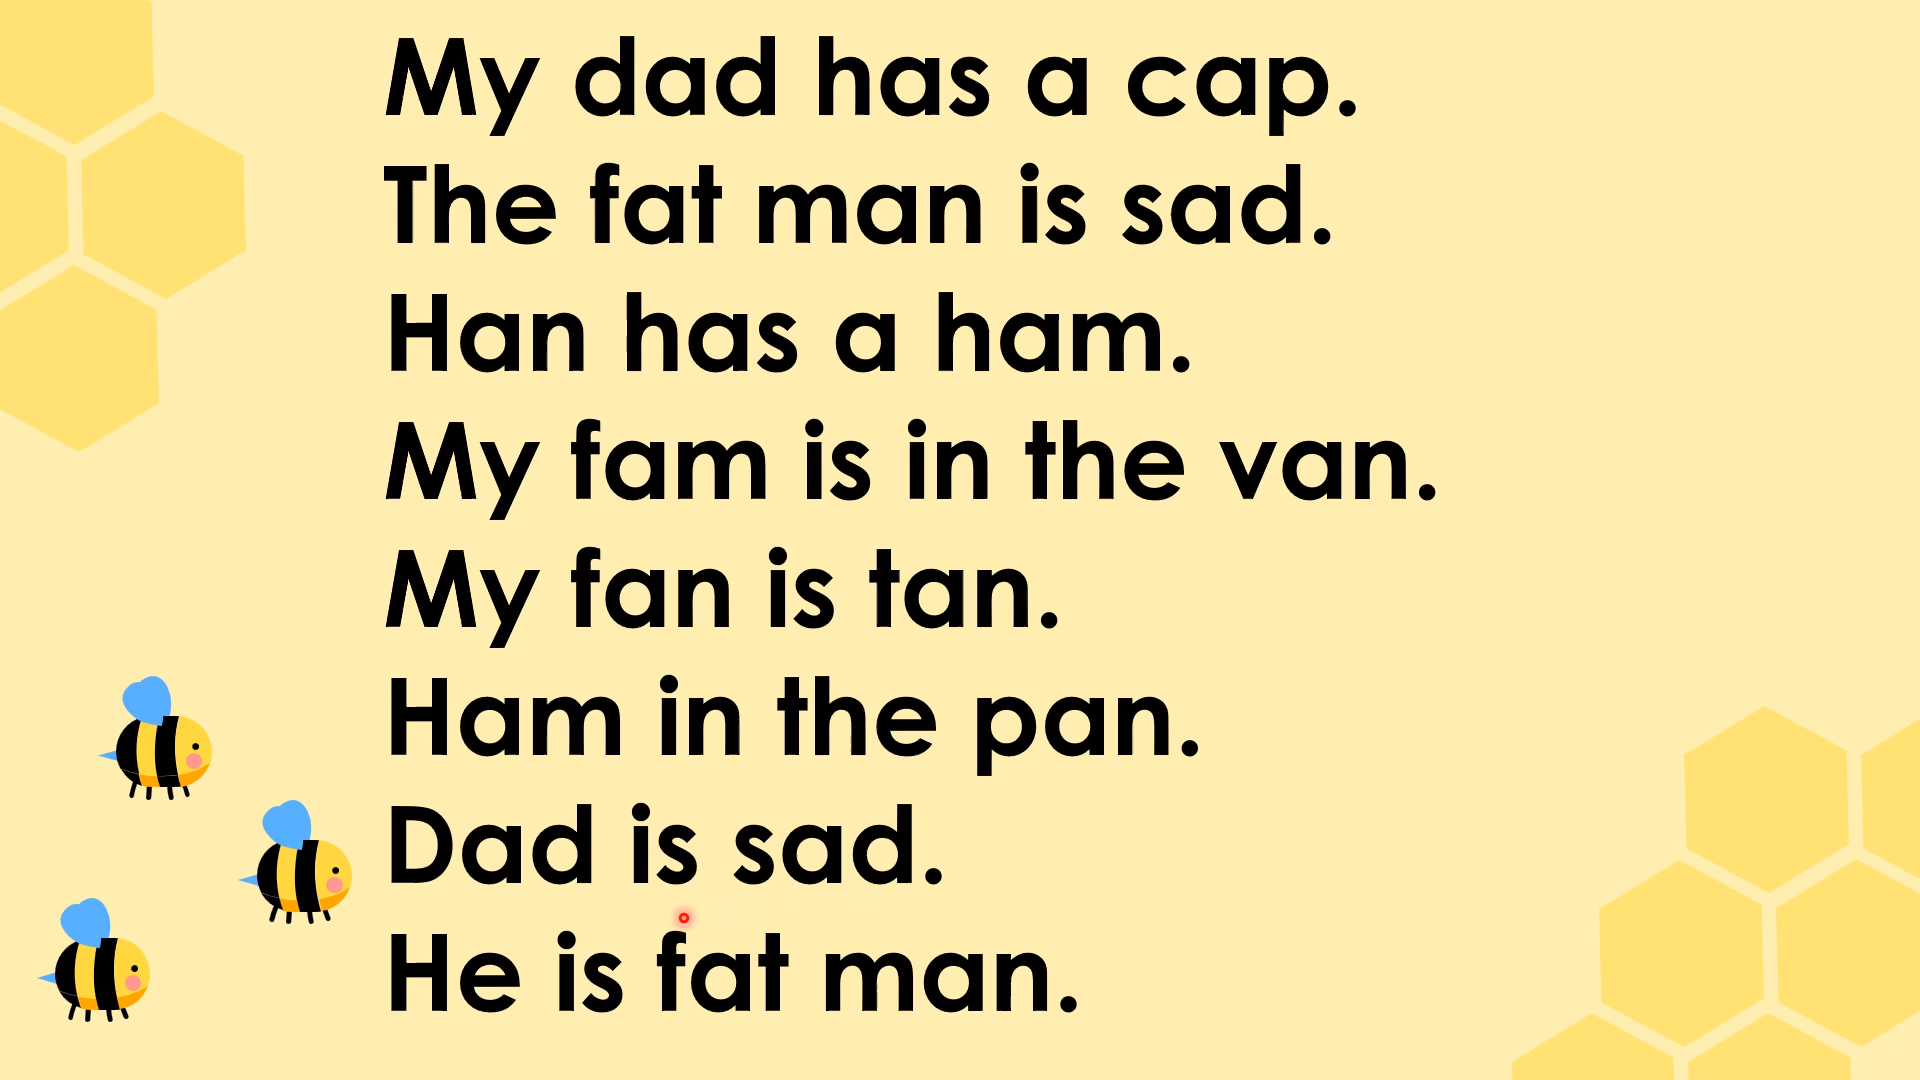 My dad has a cap.
The fat man is sad.
Han has a ham.
My fam is in the van.
My fan is tan.
Ham in the pan.
Dad is sad.
He is fat man.